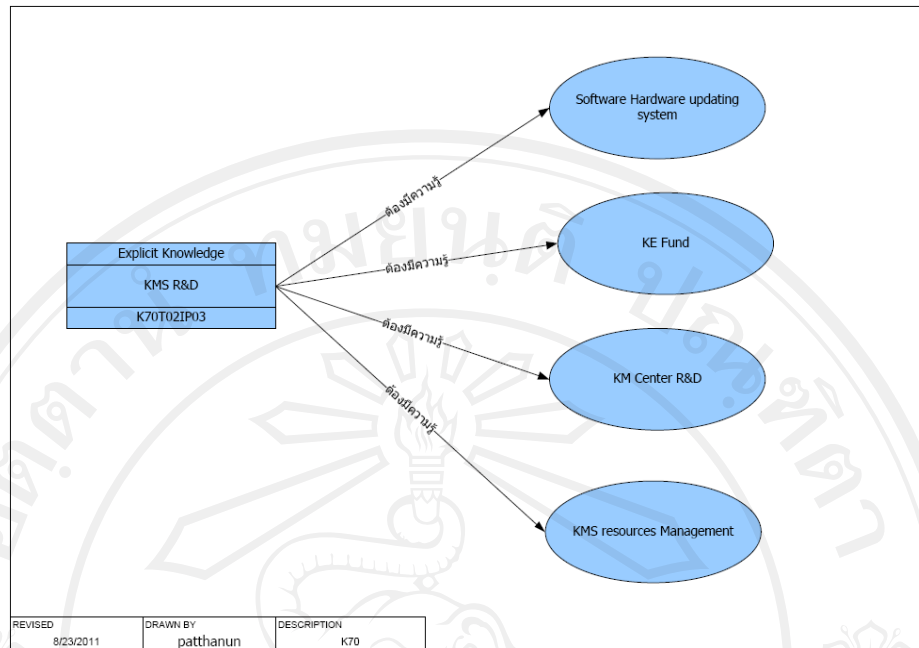 Software Hardware updating
system
ต้องมีความรู้
Explicit Knowledge
KMS R&D
K70T02IP03
ต้องมีความรู้
KE Fund
ต้องมีความรู้
KM Center R&D
ต้องมีความรู้
KMS resources Management
REVISED
8/23/2011
DRAWN BY
patthanun
DESCRIPTION
K70